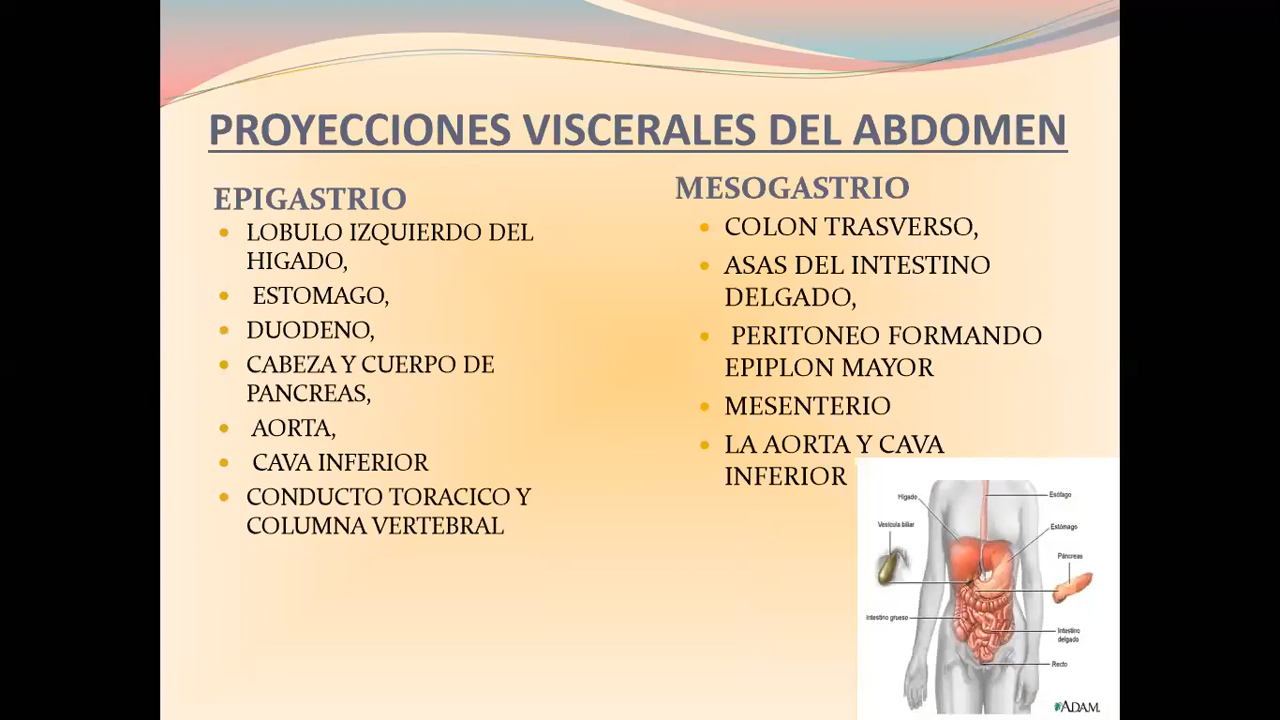 PROYECCIONES VISCERALES DEL ABDOMEN
EPIGASTRIO
LOBULO IZQUIERDO DEL
HIGADO,
ESTOMAGO,
DUODENO,
CABEZA Y CUERPO DE
PANCREAS,
AORTA,
CAVA INFERIOR
CONDUCTO TORACICO Y
COLUMNA VERTEBRAL
MESOGASTRIO
COLON TRASVERSO,
ASAS DEL INTESTINO
DELGADO,
PERITONEO FORMANDO
EPIPLON MAYOR
MESENTERIO
LA AORTA Y CAVA
INFERIOR
Hígado
Esófago
Vesícula biliar
Estómago
Páncreas
Intestino grueso
Intestino
delgado
Recto
ADAM.